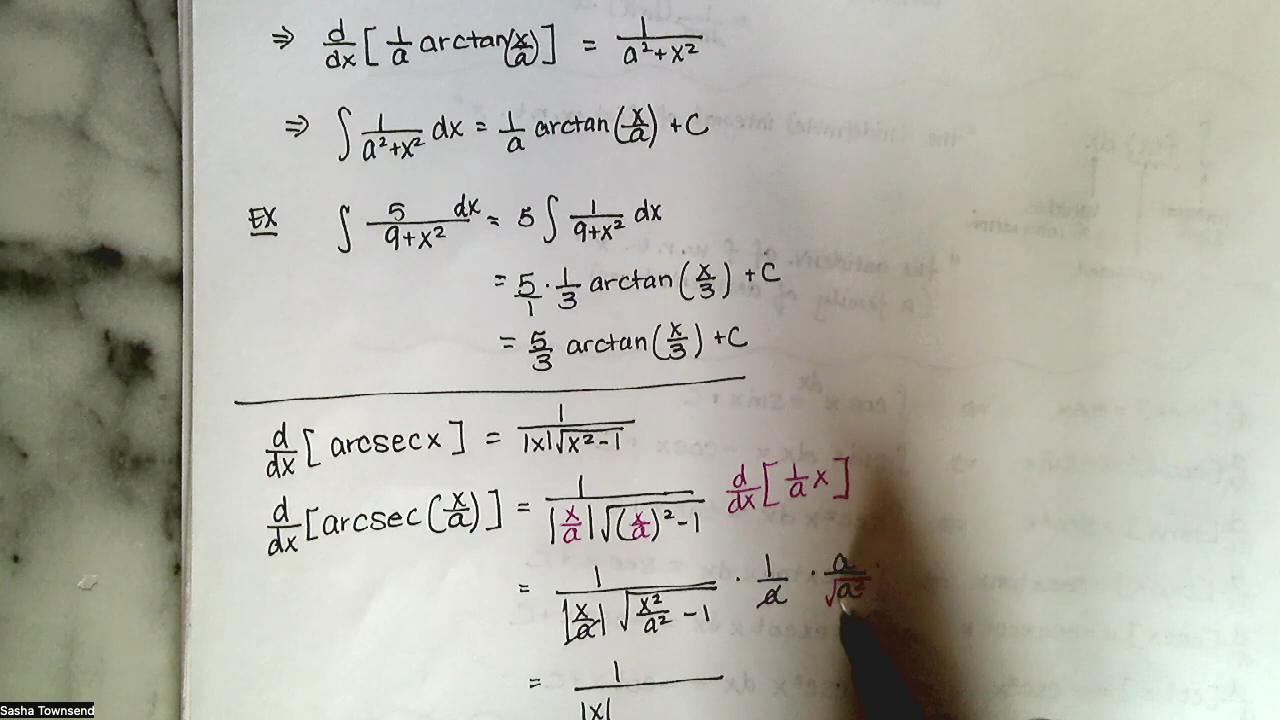 ⇒ d/dx [ 1/a arctan(x/a) ] = 1/(a²+x²)
⇒ ∫ 1/(a²+x²) dx = 1/a arctan(x/a) + C
EX ∫ 5/(9+x²) dx = 5 ∫ 1/(9+x²) dx
= 5/1 · 1/3 arctan(x/3) + C
= 5/3 arctan(x/3) + C
d/dx [arcsec x] = 1/(|x|√(x²-1))
d/dx [arcsec(x/a)] = 1/(|x/a|√((x/a)²-1)) d/dx [1/a x]
= 1/(|x/a| √(x²/a² - 1)) · 1/a · a/√a²
= 1/|x|
Sasha Townsend